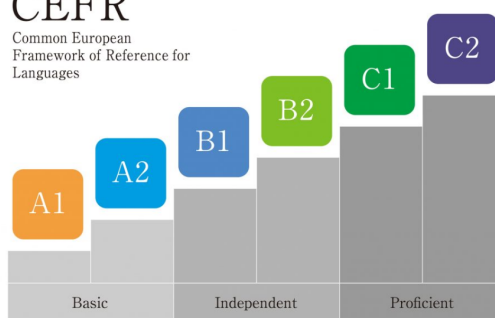 CEFR
Common European
Framework of Reference for
Languages
A1
A2
B1
B2
C1
C2
Basic
Independent
Proficient